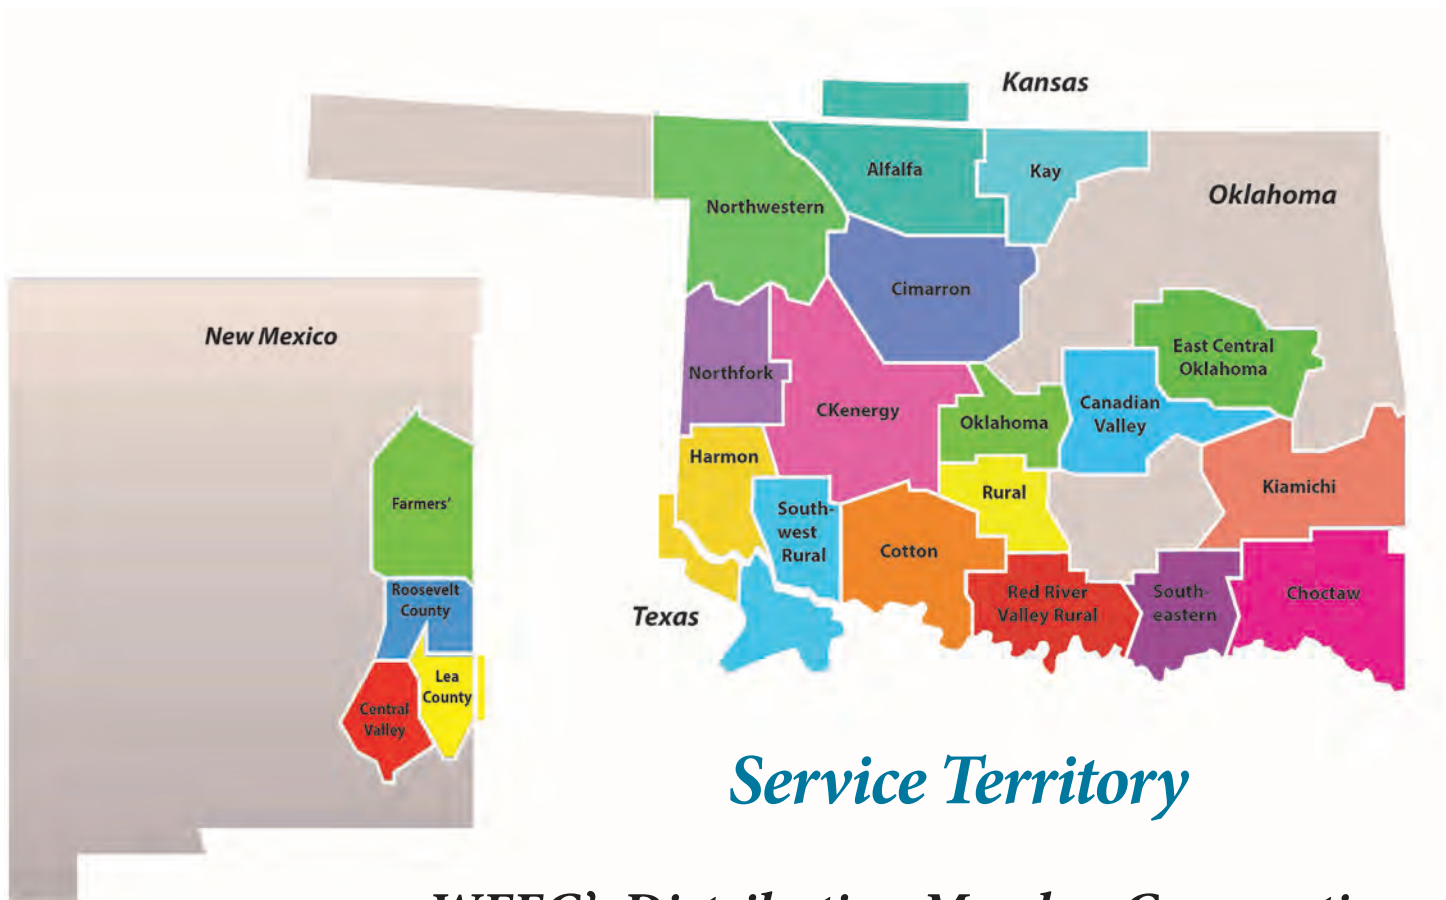 Kansas
Alfalfa
Kay
Oklahoma
Northwestern
Cimarron
New Mexico
East Central
Oklahoma
Northfork
CKenergy
Canadian
Valley
Oklahoma
Harmon
Rural
Kiamichi
Farmers'
South-
west
Rural
Cotton
Roosevelt
County
Red River
Valley Rural
South-
eastern
Choctaw
Texas
Lea
County
Central
Valley
Service Territory